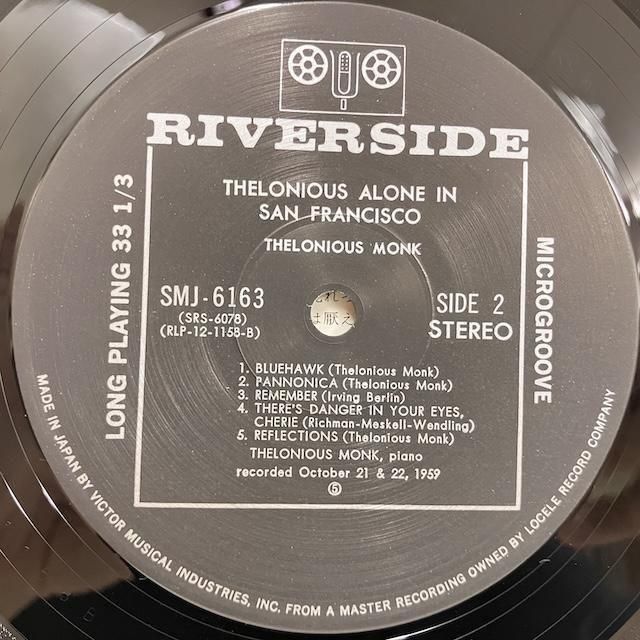 RIVERSIDE
THELONIOUS ALONE IN
SAN FRANCISCO
THELONIOUS MONK
LONG PLAYING 33 1/3
MICROGROOVE
SMJ-6163
(SRS-6078)
(RLP-12-1158-B)
SIDE 2
STEREO
1. BLUEHAWK (Thelonious Monk)
2. PANNONICA (Thelonious Monk)
3. REMEMBER (Irving Berlin)
4. THERE'S DANGER IN YOUR EYES,
CHERIE (Richman-Meskell-Wendling)
5. REFLECTIONS (Thelonious Monk)
THELONIOUS MONK, piano
recorded October 21 & 22, 1959
⑤
MADE IN JAPAN BY VICTOR MUSICAL INDUSTRIES, INC. FROM A MASTER RECORDING OWNED BY LOCELE RECORD COMPANY